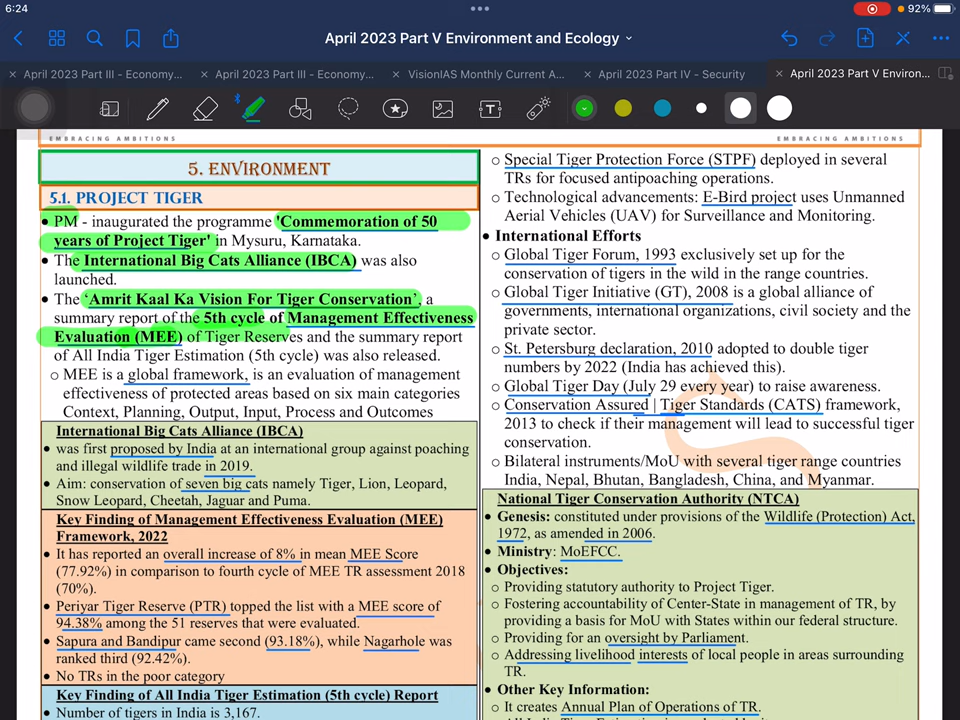 6:24
92%
April 2023 Part V Environment and Ecology
April 2023 Part III - Economy...
April 2023 Part III - Economy...
VisionIAS Monthly Current A...
April 2023 Part IV - Security
April 2023 Part V Environ...
EMBRACING AMBITIONS
EMBRACING AMBITIONS
5. ENVIRONMENT
5.1. PROJECT TIGER
• PM - inaugurated the programme 'Commemoration of 50
years of Project Tiger' in Mysuru, Karnataka.
• The International Big Cats Alliance (IBCA) was also
launched.
• The 'Amrit Kaal Ka Vision For Tiger Conservation', a
summary report of the 5th cycle of Management Effectiveness
Evaluation (MEE) of Tiger Reserves and the summary report
of All India Tiger Estimation (5th cycle) was also released.
o MEE is a global framework, is an evaluation of management
effectiveness of protected areas based on six main categories
Context, Planning, Output, Input, Process and Outcomes
International Big Cats Alliance (IBCA)
• was first proposed by India at an international group against poaching
and illegal wildlife trade in 2019.
• Aim: conservation of seven big cats namely Tiger, Lion, Leopard,
Snow Leopard, Cheetah, Jaguar and Puma.
Key Finding of Management Effectiveness Evaluation (MEE)
Framework, 2022
• It has reported an overall increase of 8% in mean MEE Score
(77.92%) in comparison to fourth cycle of MEE TR assessment 2018
(70%).
• Periyar Tiger Reserve (PTR) topped the list with a MEE score of
94.38% among the 51 reserves that were evaluated.
• Sapura and Bandipur came second (93.18%), while Nagarhole was
ranked third (92.42%).
• No TRs in the poor category
Key Finding of All India Tiger Estimation (5th cycle) Report
• Number of tigers in India is 3,167.
o Special Tiger Protection Force (STPF) deployed in several
TRs for focused antipoaching operations.
o Technological advancements: E-Bird project uses Unmanned
Aerial Vehicles (UAV) for Surveillance and Monitoring.
• International Efforts
o Global Tiger Forum, 1993 exclusively set up for the
conservation of tigers in the wild in the range countries.
o Global Tiger Initiative (GT), 2008 is a global alliance of
governments, international organizations, civil society and the
private sector.
o St. Petersburg declaration, 2010 adopted to double tiger
numbers by 2022 (India has achieved this).
o Global Tiger Day (July 29 every year) to raise awareness.
o Conservation Assured | Tiger Standards (CATS) framework,
2013 to check if their management will lead to successful tiger
conservation.
o Bilateral instruments/MoU with several tiger range countries
India, Nepal, Bhutan, Bangladesh, China, and Myanmar.
National Tiger Conservation Authority (NTCA)
• Genesis: constituted under provisions of the Wildlife (Protection) Act,
1972, as amended in 2006.
• Ministry: MoEFCC.
• Objectives:
o Providing statutory authority to Project Tiger.
o Fostering accountability of Center-State in management of TR, by
providing a basis for MoU with States within our federal structure.
o Providing for an oversight by Parliament.
o Addressing livelihood interests of local people in areas surrounding
TR.
• Other Key Information:
o It creates Annual Plan of Operations of TR.